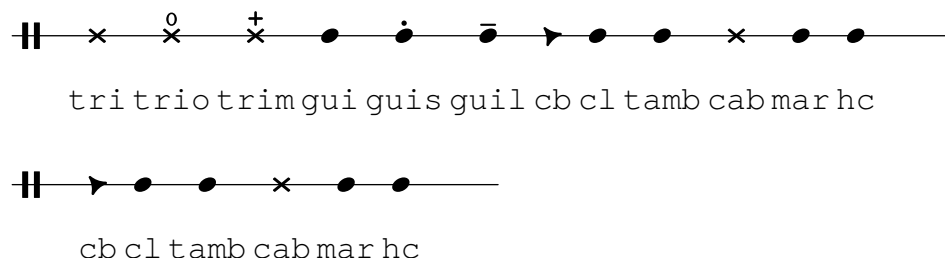 tri trio trim gui guis guil cb cl tamb cab mar hc
cb cl tamb cab mar hc